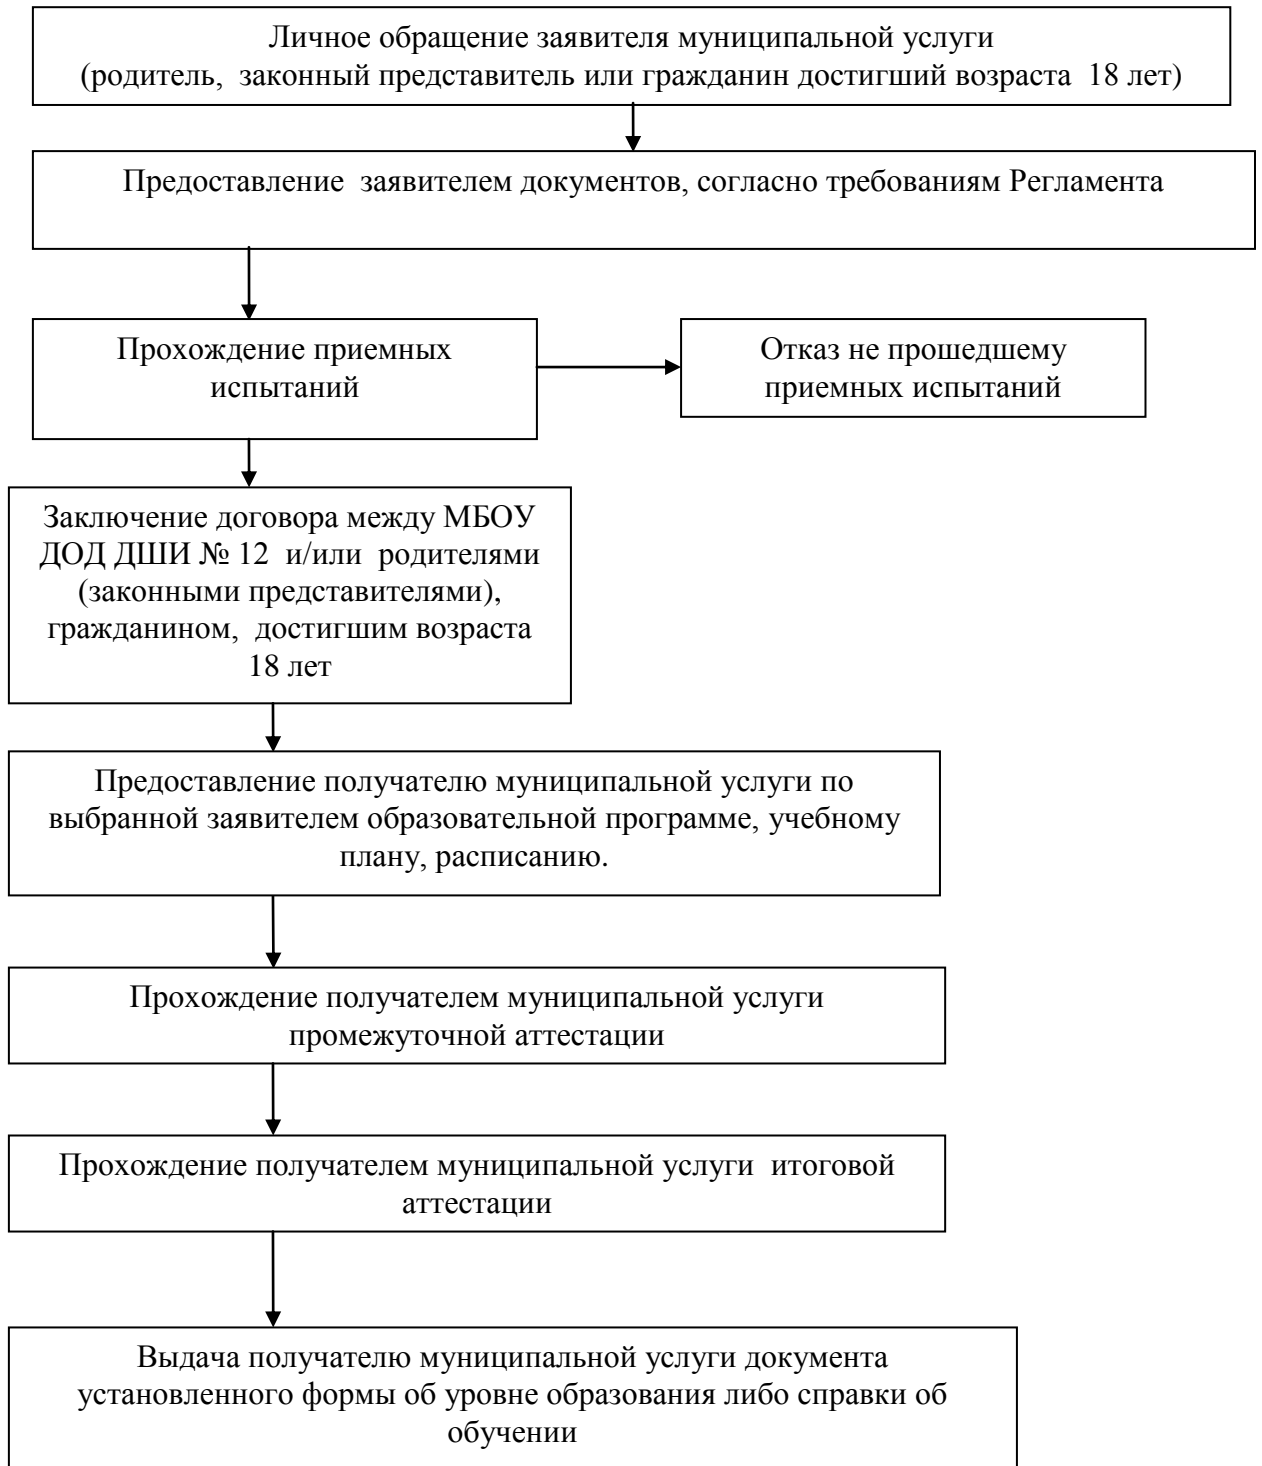 Личное обращение заявителя муниципальной услуги
(родитель, законный представитель или гражданин достигший возраста 18 лет)
Предоставление заявителем документов, согласно требованиям Регламента
Прохождение приемных
испытаний
Отказ не прошедшему
приемных испытаний
Заключение договора между МБОУ
ДОД ДШИ № 12 и/или родителями
(законными представителями),
гражданином, достигшим возраста
18 лет
Предоставление получателю муниципальной услуги по
выбранной заявителем образовательной программе, учебному
плану, расписанию.
Прохождение получателем муниципальной услуги
промежуточной аттестации
Прохождение получателем муниципальной услуги итоговой
аттестации
Выдача получателю муниципальной услуги документа
установленного формы об уровне образования либо справки об
обучении